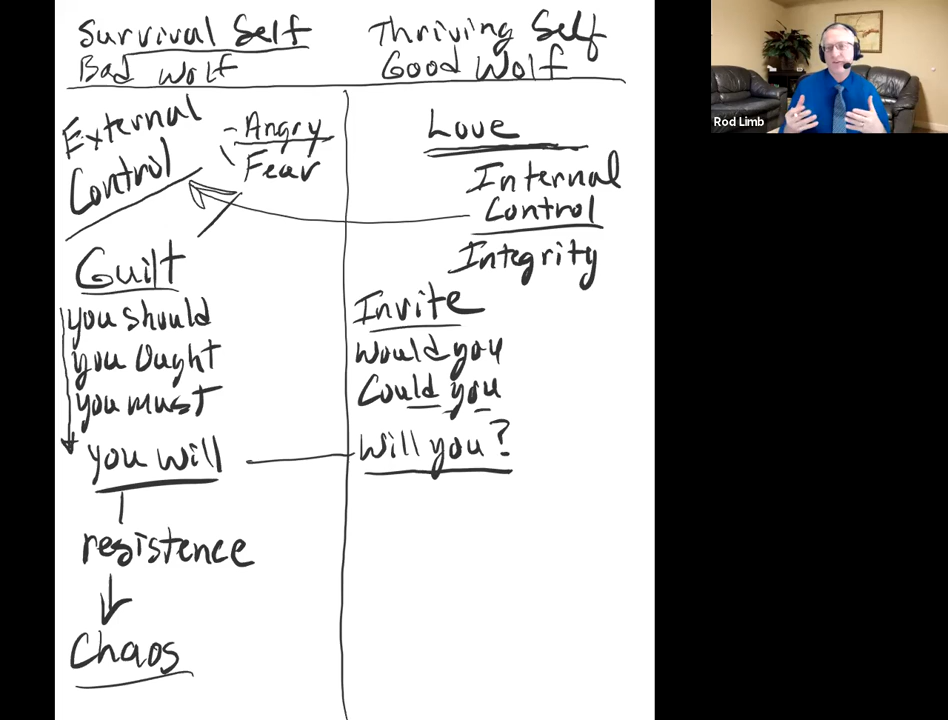 Survival Self
Bad Wolf
External
Control
- Angry
Fear
Guilt
you should
you Ought
you must
you will
resistence
Chaos
Thriving Self
Good Wolf
Love
Internal
Control
Integrity
Invite
Would you
Could you
Will you?
Rod Limb